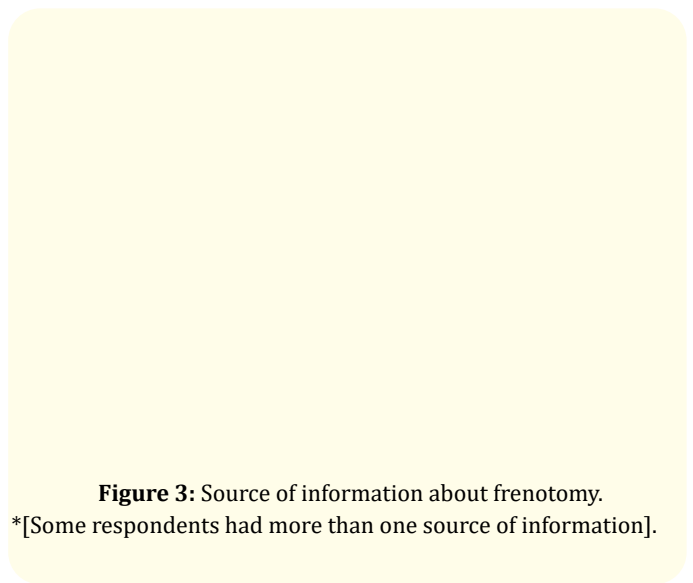 Figure 3: Source of information about frenotomy.
*[Some respondents had more than one source of information].